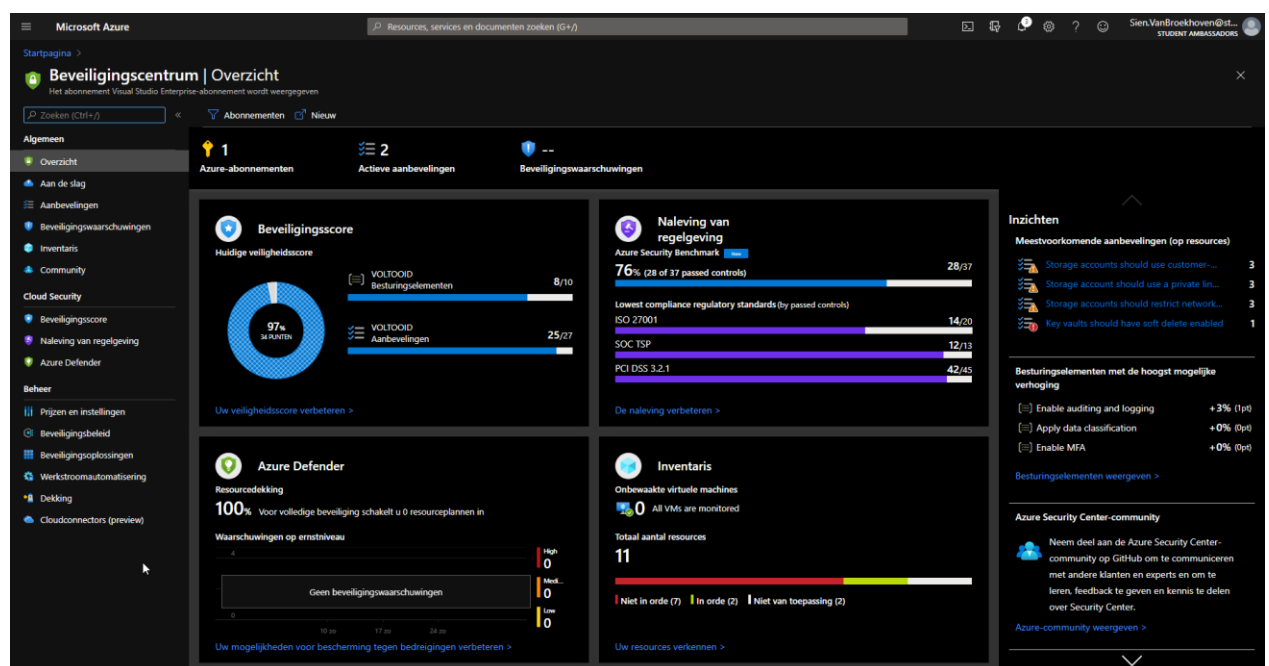 Microsoft Azure
Resources, services en documenten zoeken (G+/)
Sien.VanBroekhoven@st...
STUDENT AMBASSADORS
Startpagina >
Beveiligingscentrum | Overzicht
Het abonnement Visual Studio Enterprise-abonnement wordt weergegeven
Zoeken (Ctrl+/)
«
Abonnementen
Nieuw
Algemeen
Overzicht
Aan de slag
Aanbevelingen
Beveiligingswaarschuwingen
Inventaris
Community
Cloud Security
Beveiligingsscore
Naleving van regelgeving
Azure Defender
Beheer
Prijzen en instellingen
Beveiligingsbeleid
Beveiligingsoplossingen
Werkstroomautomatisering
Dekking
Cloudconnectors (preview)
1
Azure-abonnementen
2
Actieve aanbevelingen
--
Beveiligingswaarschuwingen
Beveiligingsscore
Huidige veiligheidsscore
97%
34 PUNTEN
VOLTOOID
Besturingselementen 8/10
VOLTOOID
Aanbevelingen 25/27
Uw veiligheidsscore verbeteren >
Naleving van
regelgeving
Azure Security Benchmark
76% (28 of 37 passed controls) 28/37
Lowest compliance regulatory standards (by passed controls)
ISO 27001 14/20
SOC TSP 12/13
PCI DSS 3.2.1 42/45
De naleving verbeteren >
Azure Defender
Resourcedekking
100% Voor volledige beveiliging schakelt u 0 resourceplannen in
Waarschuwingen op ernstniveau
4
Geen beveiligingswaarschuwingen
0
10 zo 17 zo 24 zo
High
0
Medi...
0
Low
0
Uw mogelijkheden voor bescherming tegen bedreigingen verbeteren >
Inventaris
Onbewaakte virtuele machines
0 All VMs are monitored
Totaal aantal resources
11
Niet in orde (7) In orde (2) Niet van toepassing (2)
Uw resources verkennen >
Inzichten
Meestvoorkomende aanbevelingen (op resources)
Storage accounts should use customer-... 3
Storage accounts should use a private lin... 3
Storage accounts should restrict network... 3
Key vaults should have soft delete enabled 1
Besturingselementen met de hoogst mogelijke
verhoging
Enable auditing and logging +3% (1pt)
Apply data classification +0% (0pt)
Enable MFA +0% (0pt)
Besturingselementen weergeven >
Azure Security Center-community
Neem deel aan de Azure Security Center-
community op GitHub om te communiceren
met andere klanten en experts en om te
leren, feedback te geven en kennis te delen
over Security Center.
Azure-community weergeven >